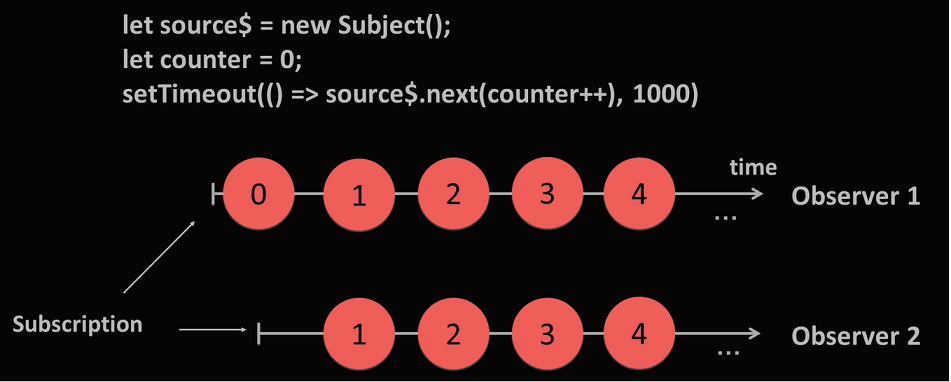 let source$ = new Subject();
let counter = 0;
setTimeout(() => source$.next(counter++), 1000)
time
0 1 2 3 4 ... Observer 1
Subscription
1 2 3 4 ... Observer 2